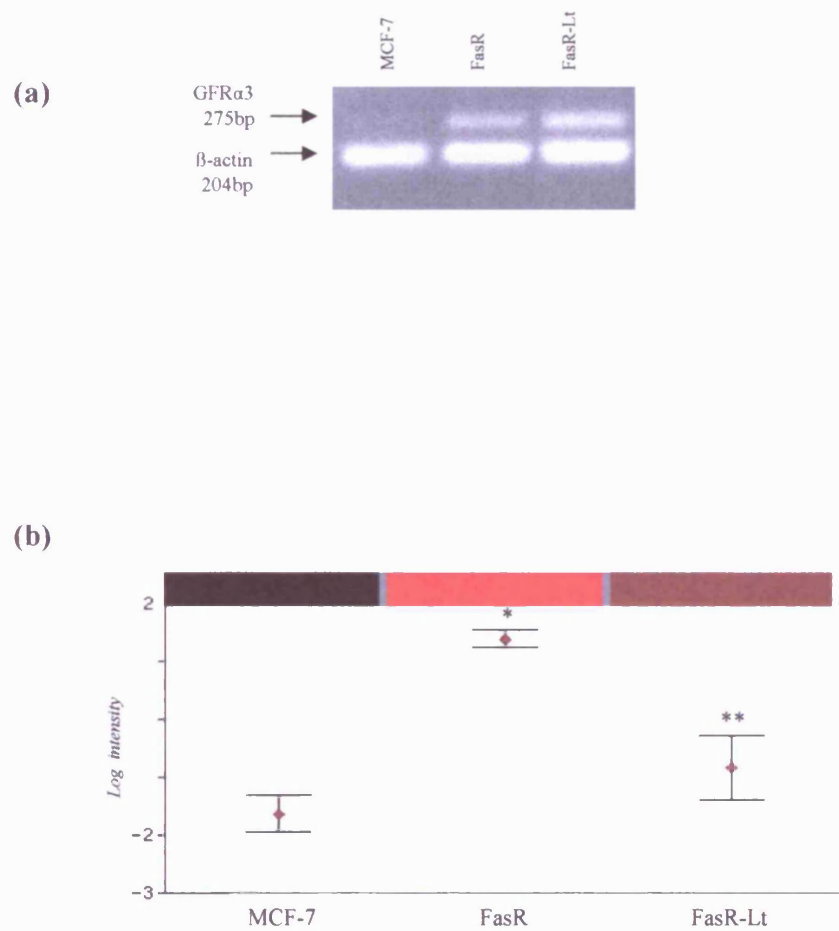 (a)
MCF-7
FasR
FasR-Lt
GFRα3
275bp
ß-actin
204bp
(b)
2
*
**
Log intensity
-2
-3
MCF-7
FasR
FasR-Lt